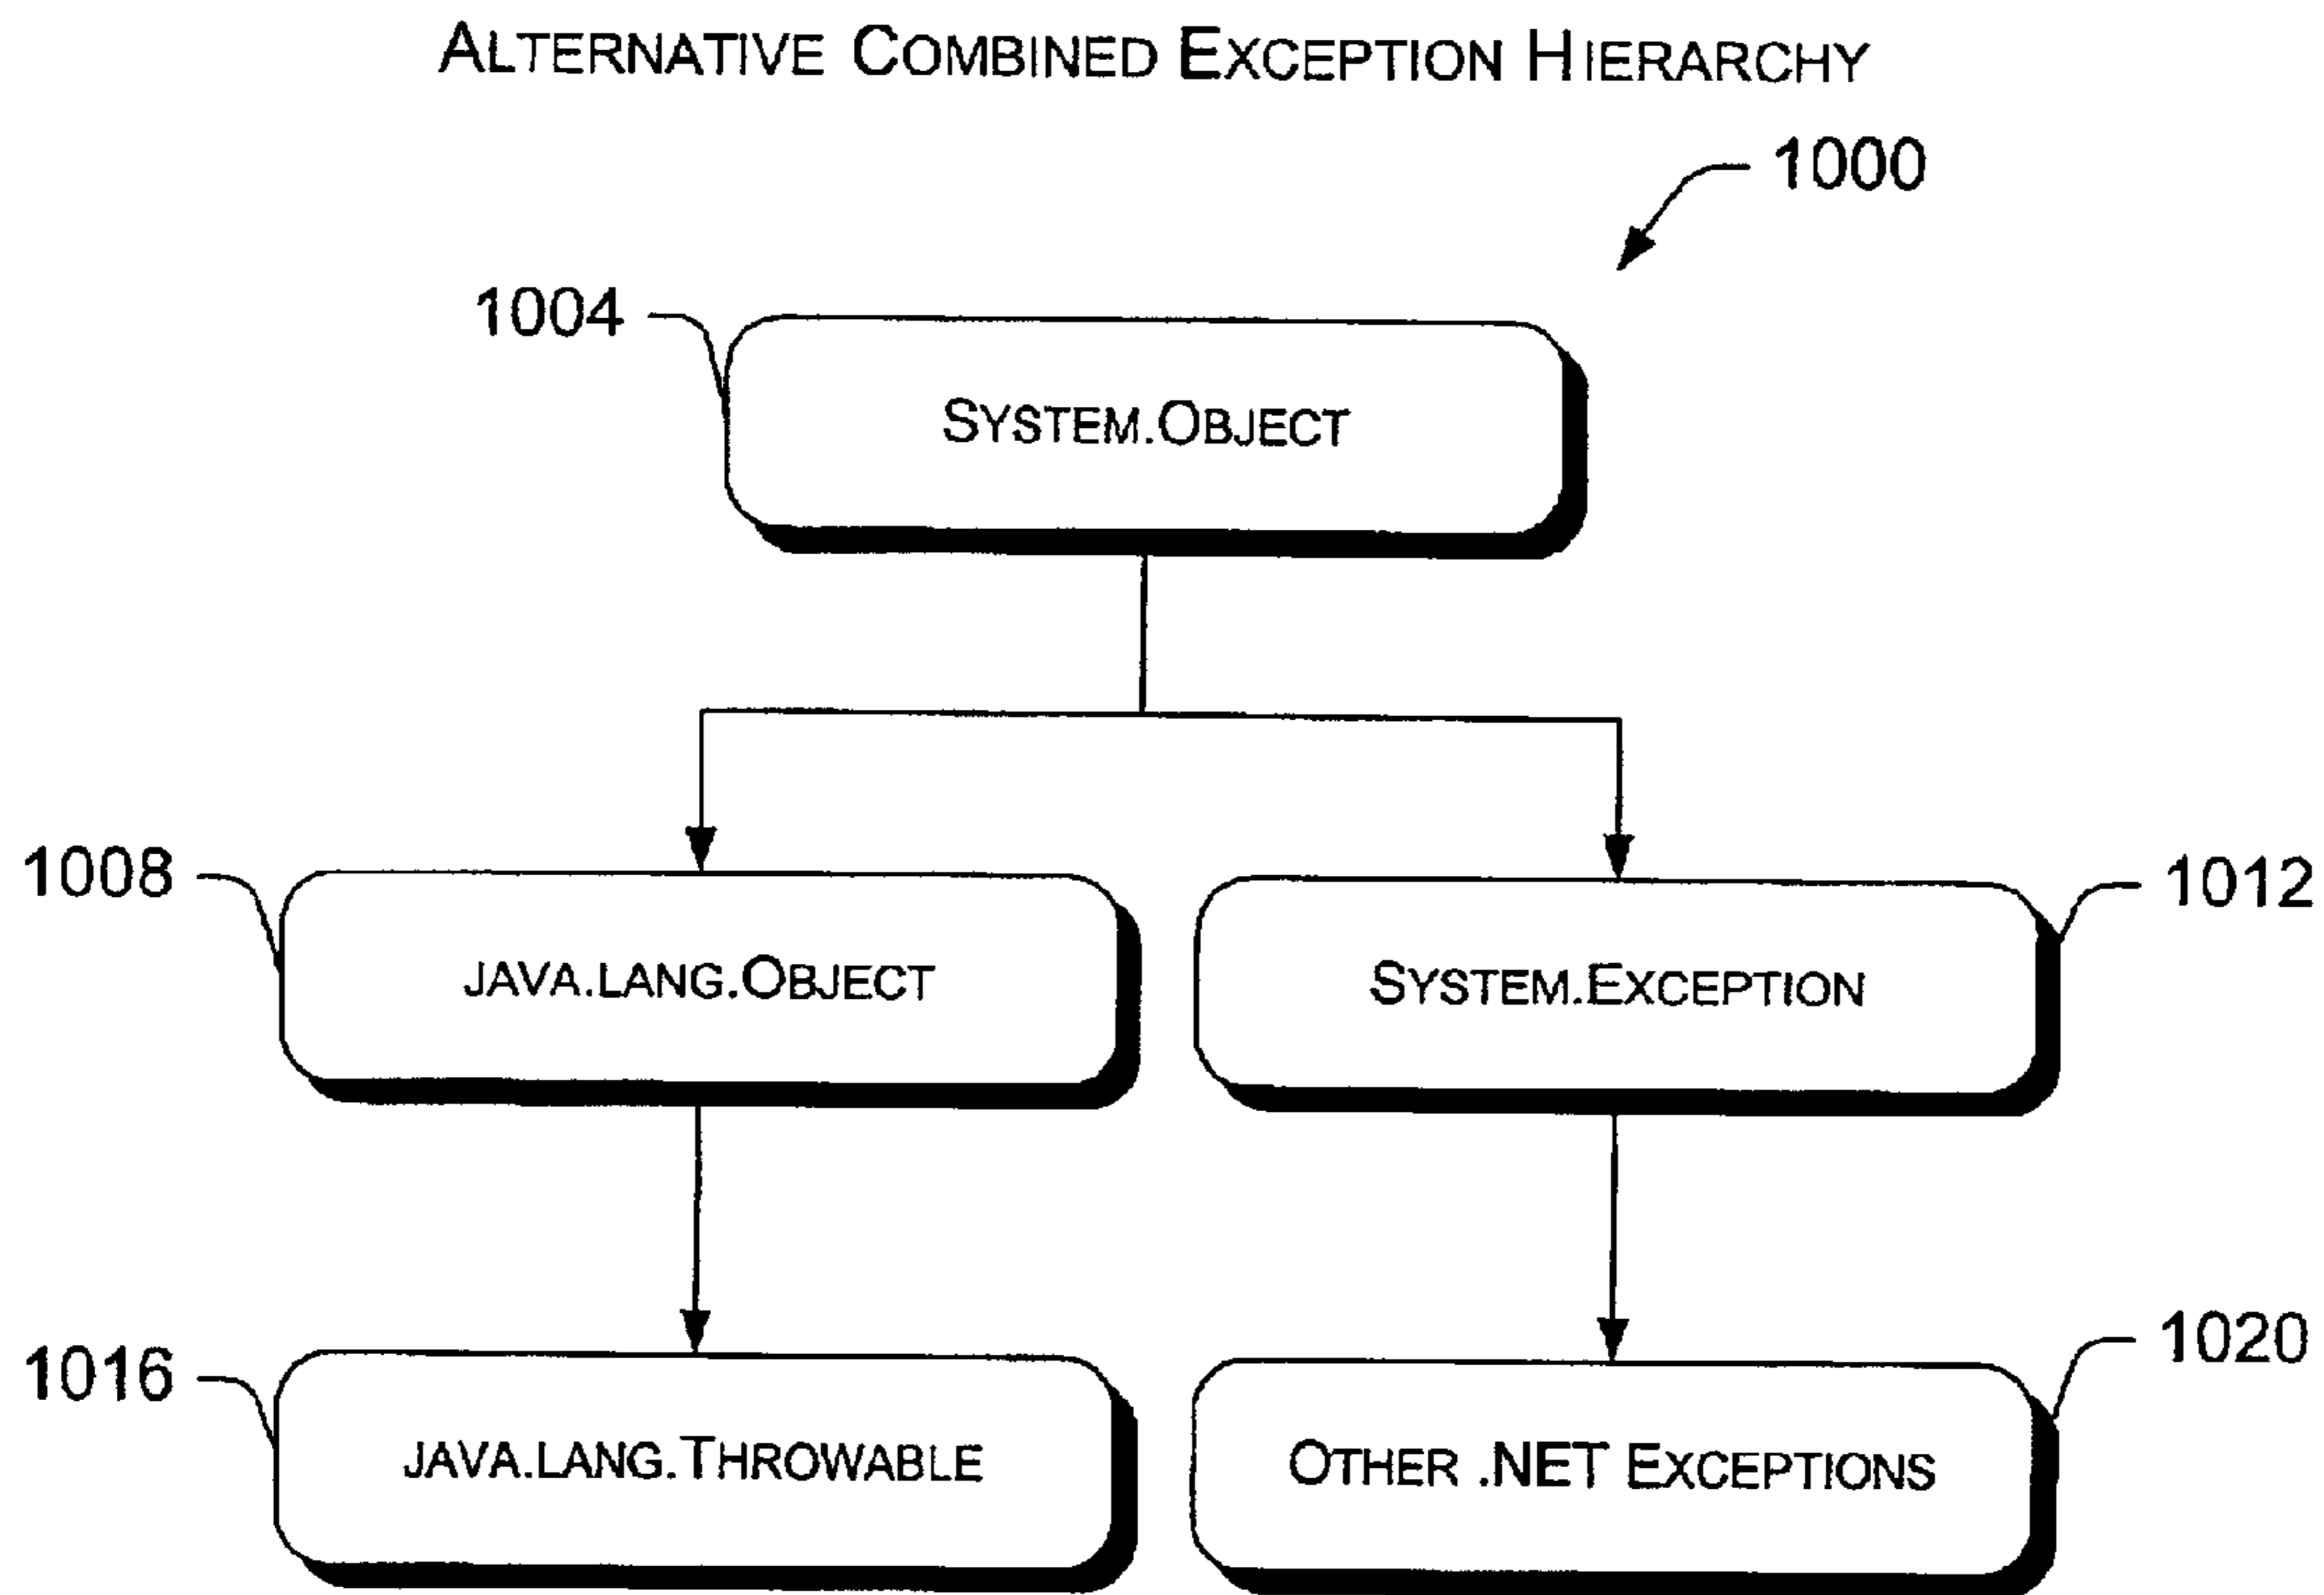 ALTERNATIVE COMBINED EXCEPTION HIERARCHY
1000
1004
SYSTEM.OBJECT
1008
1012
JAVA.LANG.OBJECT
SYSTEM.EXCEPTION
1016
1020
JAVA.LANG.THROWABLE
OTHER .NET EXCEPTIONS